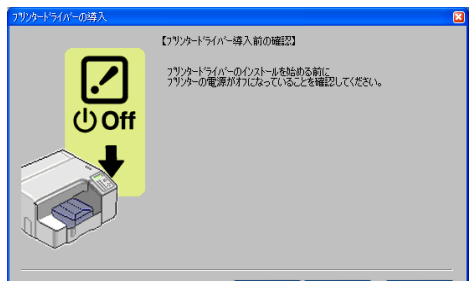 プリンタードライバーの導入
【プリンタードライバー導入前の確認】
プリンタードライバーのインストールを始める前に
プリンターの電源がオフになっていることを確認してください。
Off